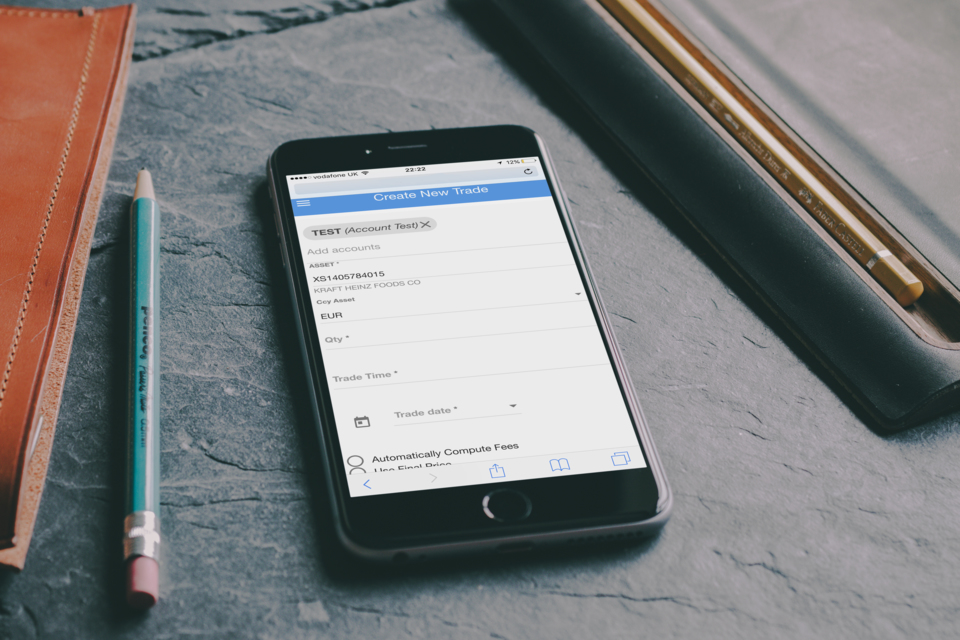 vodafone UK 22:22 12%
Create New Trade
TEST (Account Test)
Add accounts
ASSET *
XS1405784015
KRAFT HEINZ FOODS CO
Ccy Asset
EUR
Qty *
Trade Time *
Trade date *
Automatically Compute Fees
Use Final Price